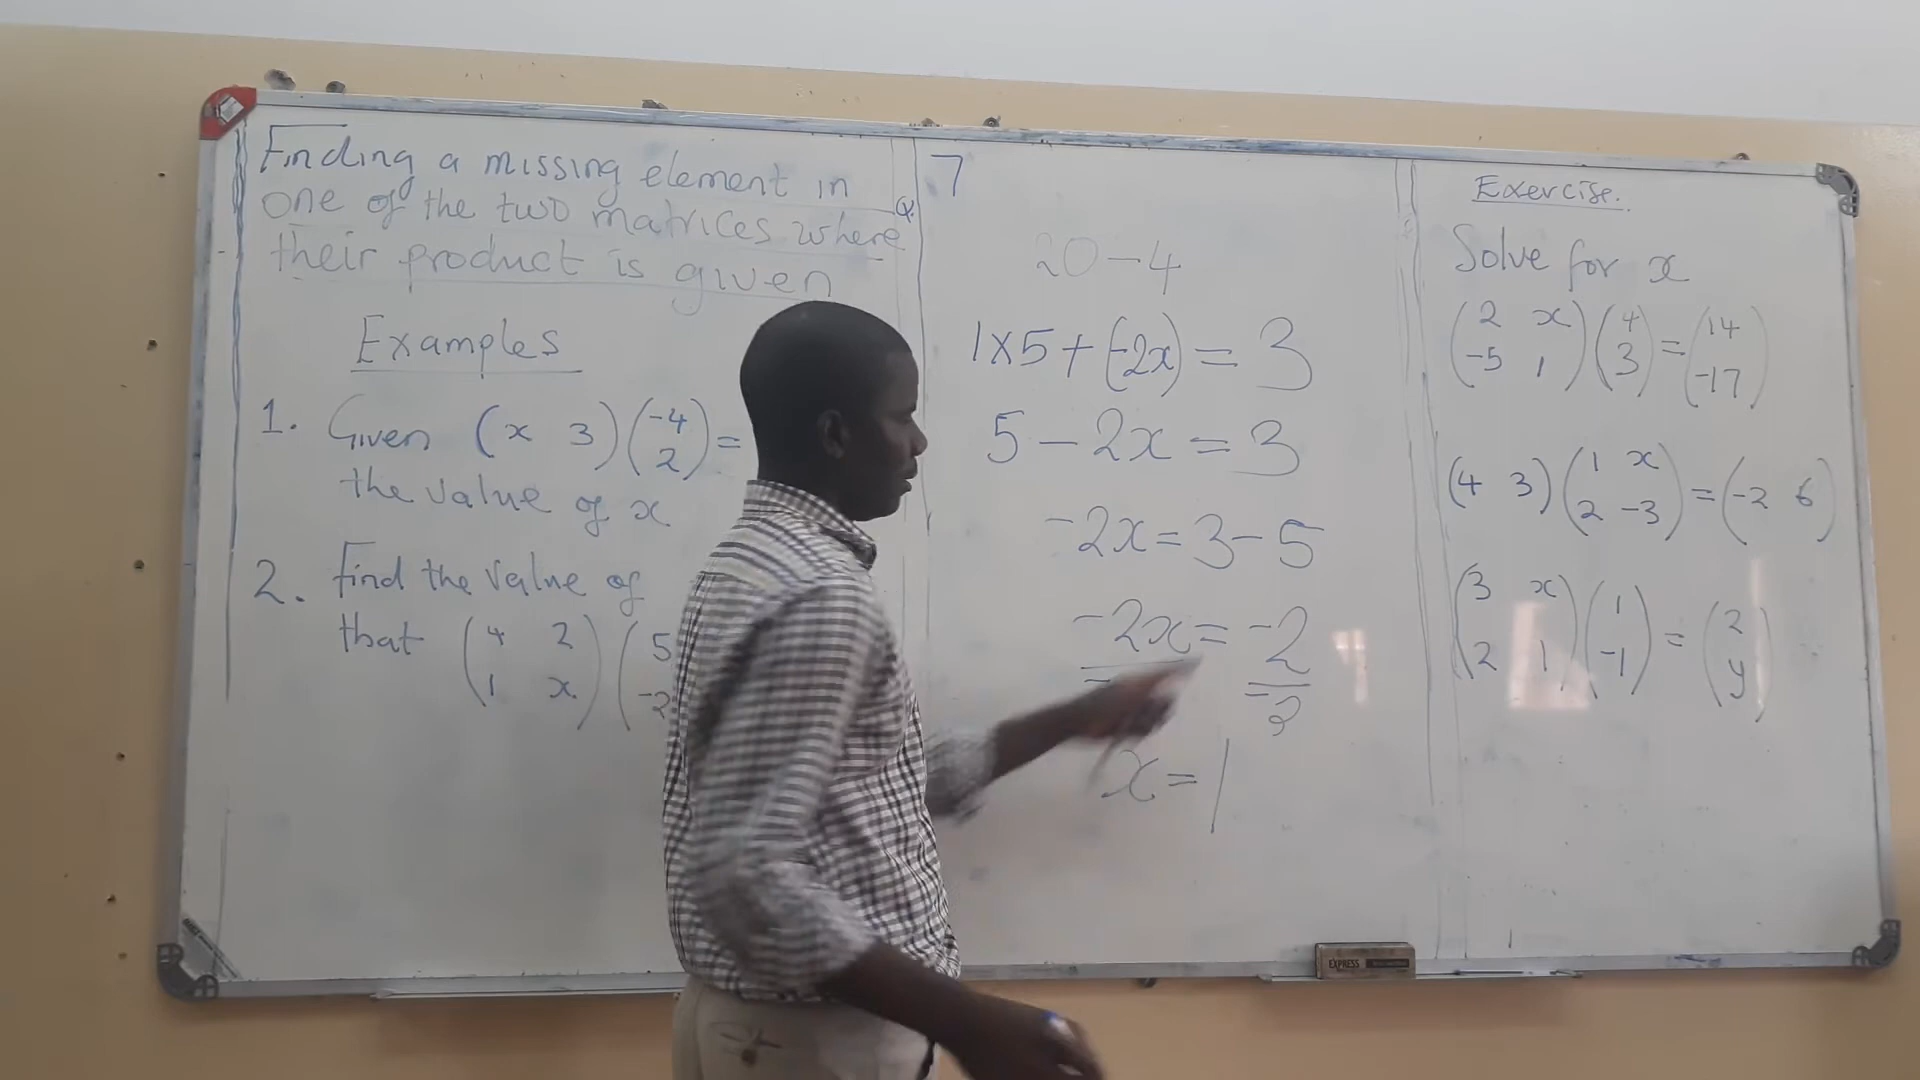 Finding a missing element in
one of the two matrices where
their product is given
Examples
1. Given (x 3) (-4
2) =
the value of x
2. find the value of
that (4 2
1 x) (5
-2
7
20-4
1x5+(-2x) = 3
5 - 2x = 3
-2x = 3-5
-2x = -2
-2
x = 1
Exercise.
Solve for x
(2 x
-5 1) (4
3) = (14
-17)
(4 3) (1 x
2 -3) = (-2 6)
(3 x
2 1) (1
-1) = (2
y)
EXPRESS